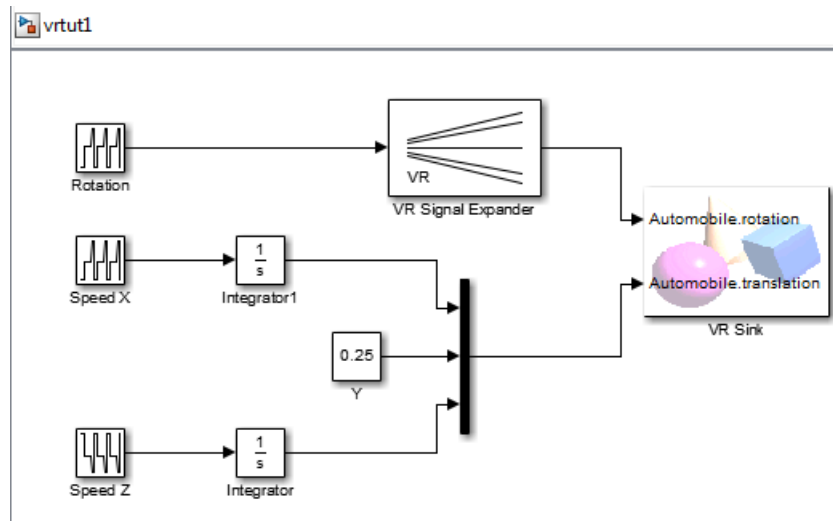 vrtut1
Rotation
VR
VR Signal Expander
Automobile.rotation
Automobile.translation
VR Sink
Speed X
1
s
Integrator1
0.25
Y
Speed Z
1
s
Integrator